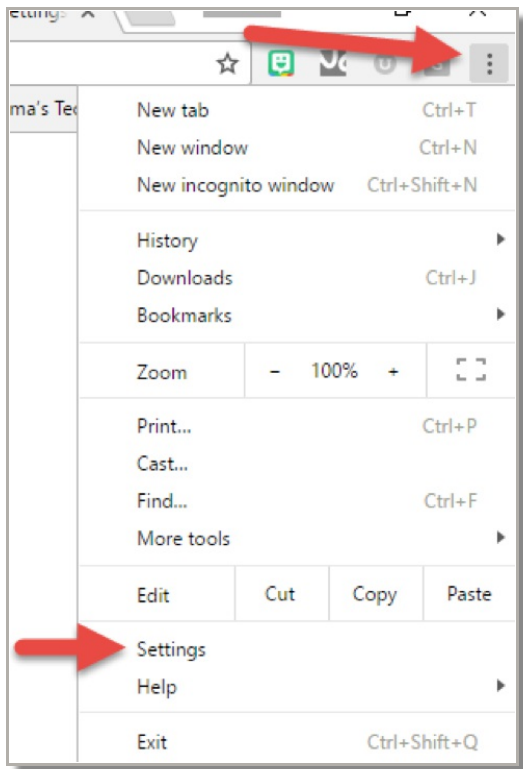 ettings
ma's Tec
New tab Ctrl+T
New window Ctrl+N
New incognito window Ctrl+Shift+N
History
Downloads Ctrl+J
Bookmarks
Zoom - 100% +
Print... Ctrl+P
Cast...
Find... Ctrl+F
More tools
Edit Cut Copy Paste
Settings
Help
Exit Ctrl+Shift+Q